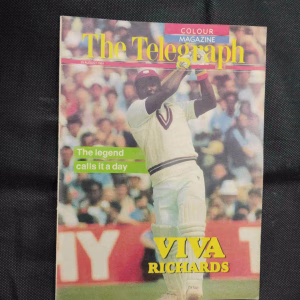 COLOUR
MAGAZINE
The Telegraph
The legend
calls it a day
VIVA
RICHARDS